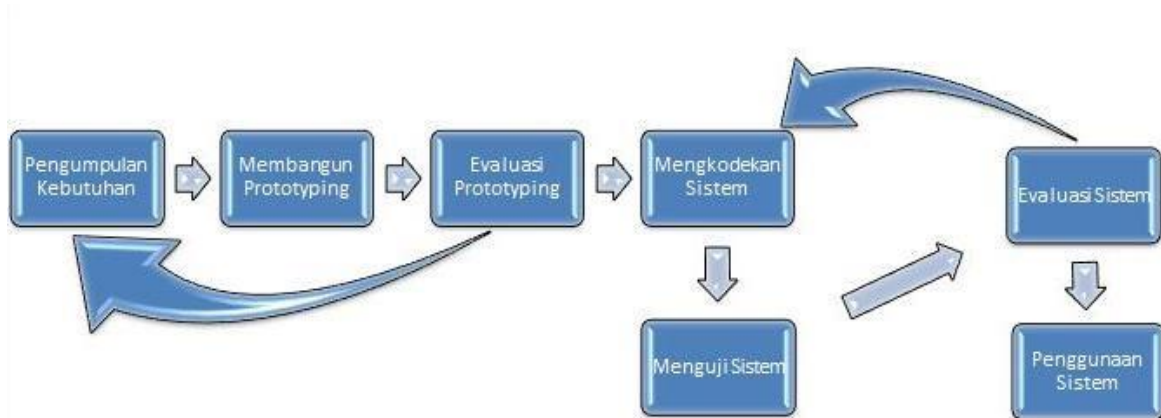 Pengumpulan
Kebutuhan
Membangun
Prototyping
Evaluasi
Prototyping
Mengkodekan
Sistem
Evaluasi Sistem
Menguji Sistem
Penggunaan
Sistem